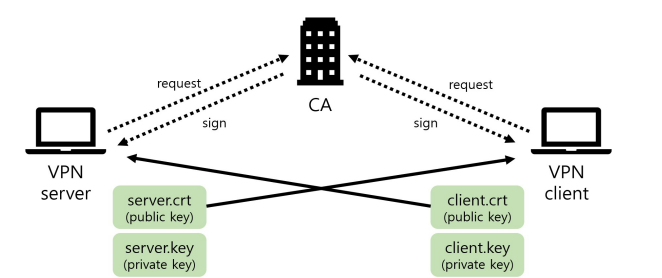 request
request
CA
sign
sign
VPN
server
VPN
client
server.crt
(public key)
client.crt
(public key)
server.key
(private key)
client.key
(private key)